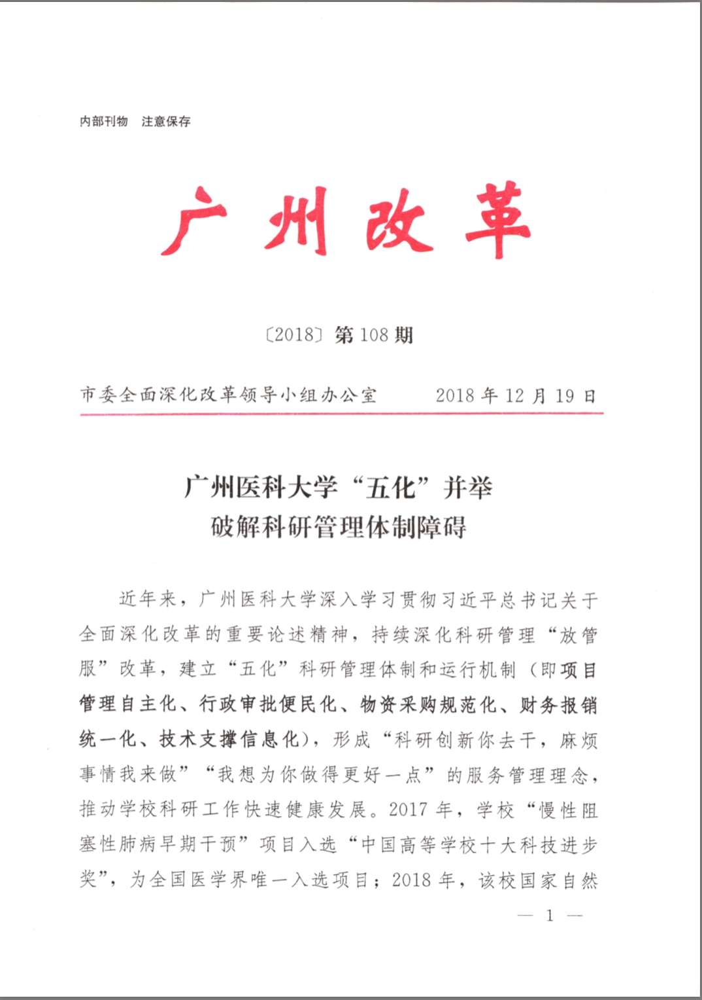 内部刊物　注意保存
广州改革
〔2018〕第 108 期
市委全面深化改革领导小组办公室　2018 年 12 月 19 日
广州医科大学“五化”并举
破解科研管理体制障碍
近年来，广州医科大学深入学习贯彻习近平总书记关于
全面深化改革的重要论述精神，持续深化科研管理“放管
服”改革，建立“五化”科研管理体制和运行机制（即项目
管理自主化、行政审批便民化、物资采购规范化、财务报销
统一化、技术支撑信息化），形成“科研创新你去干，麻烦
事情我来做”“我想为你做得更好一点”的服务管理理念，
推动学校科研工作快速健康发展。2017 年，学校“慢性阻
塞性肺病早期干预”项目入选“中国高等学校十大科技进步
奖”，为全国医学界唯一入选项目；2018 年，该校国家自然
— 1 —